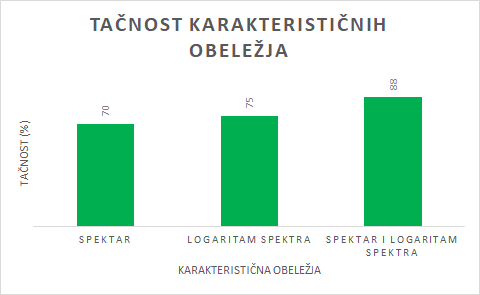 TAČNOST KARAKTERISTIČNIH
OBELEŽJA
TAČNOST (%)
70
75
88
SPEKTAR
LOGARITAM SPEKTRA
SPEKTAR I LOGARITAM
SPEKTRA
KARAKTERISTIČNA OBELEŽJA